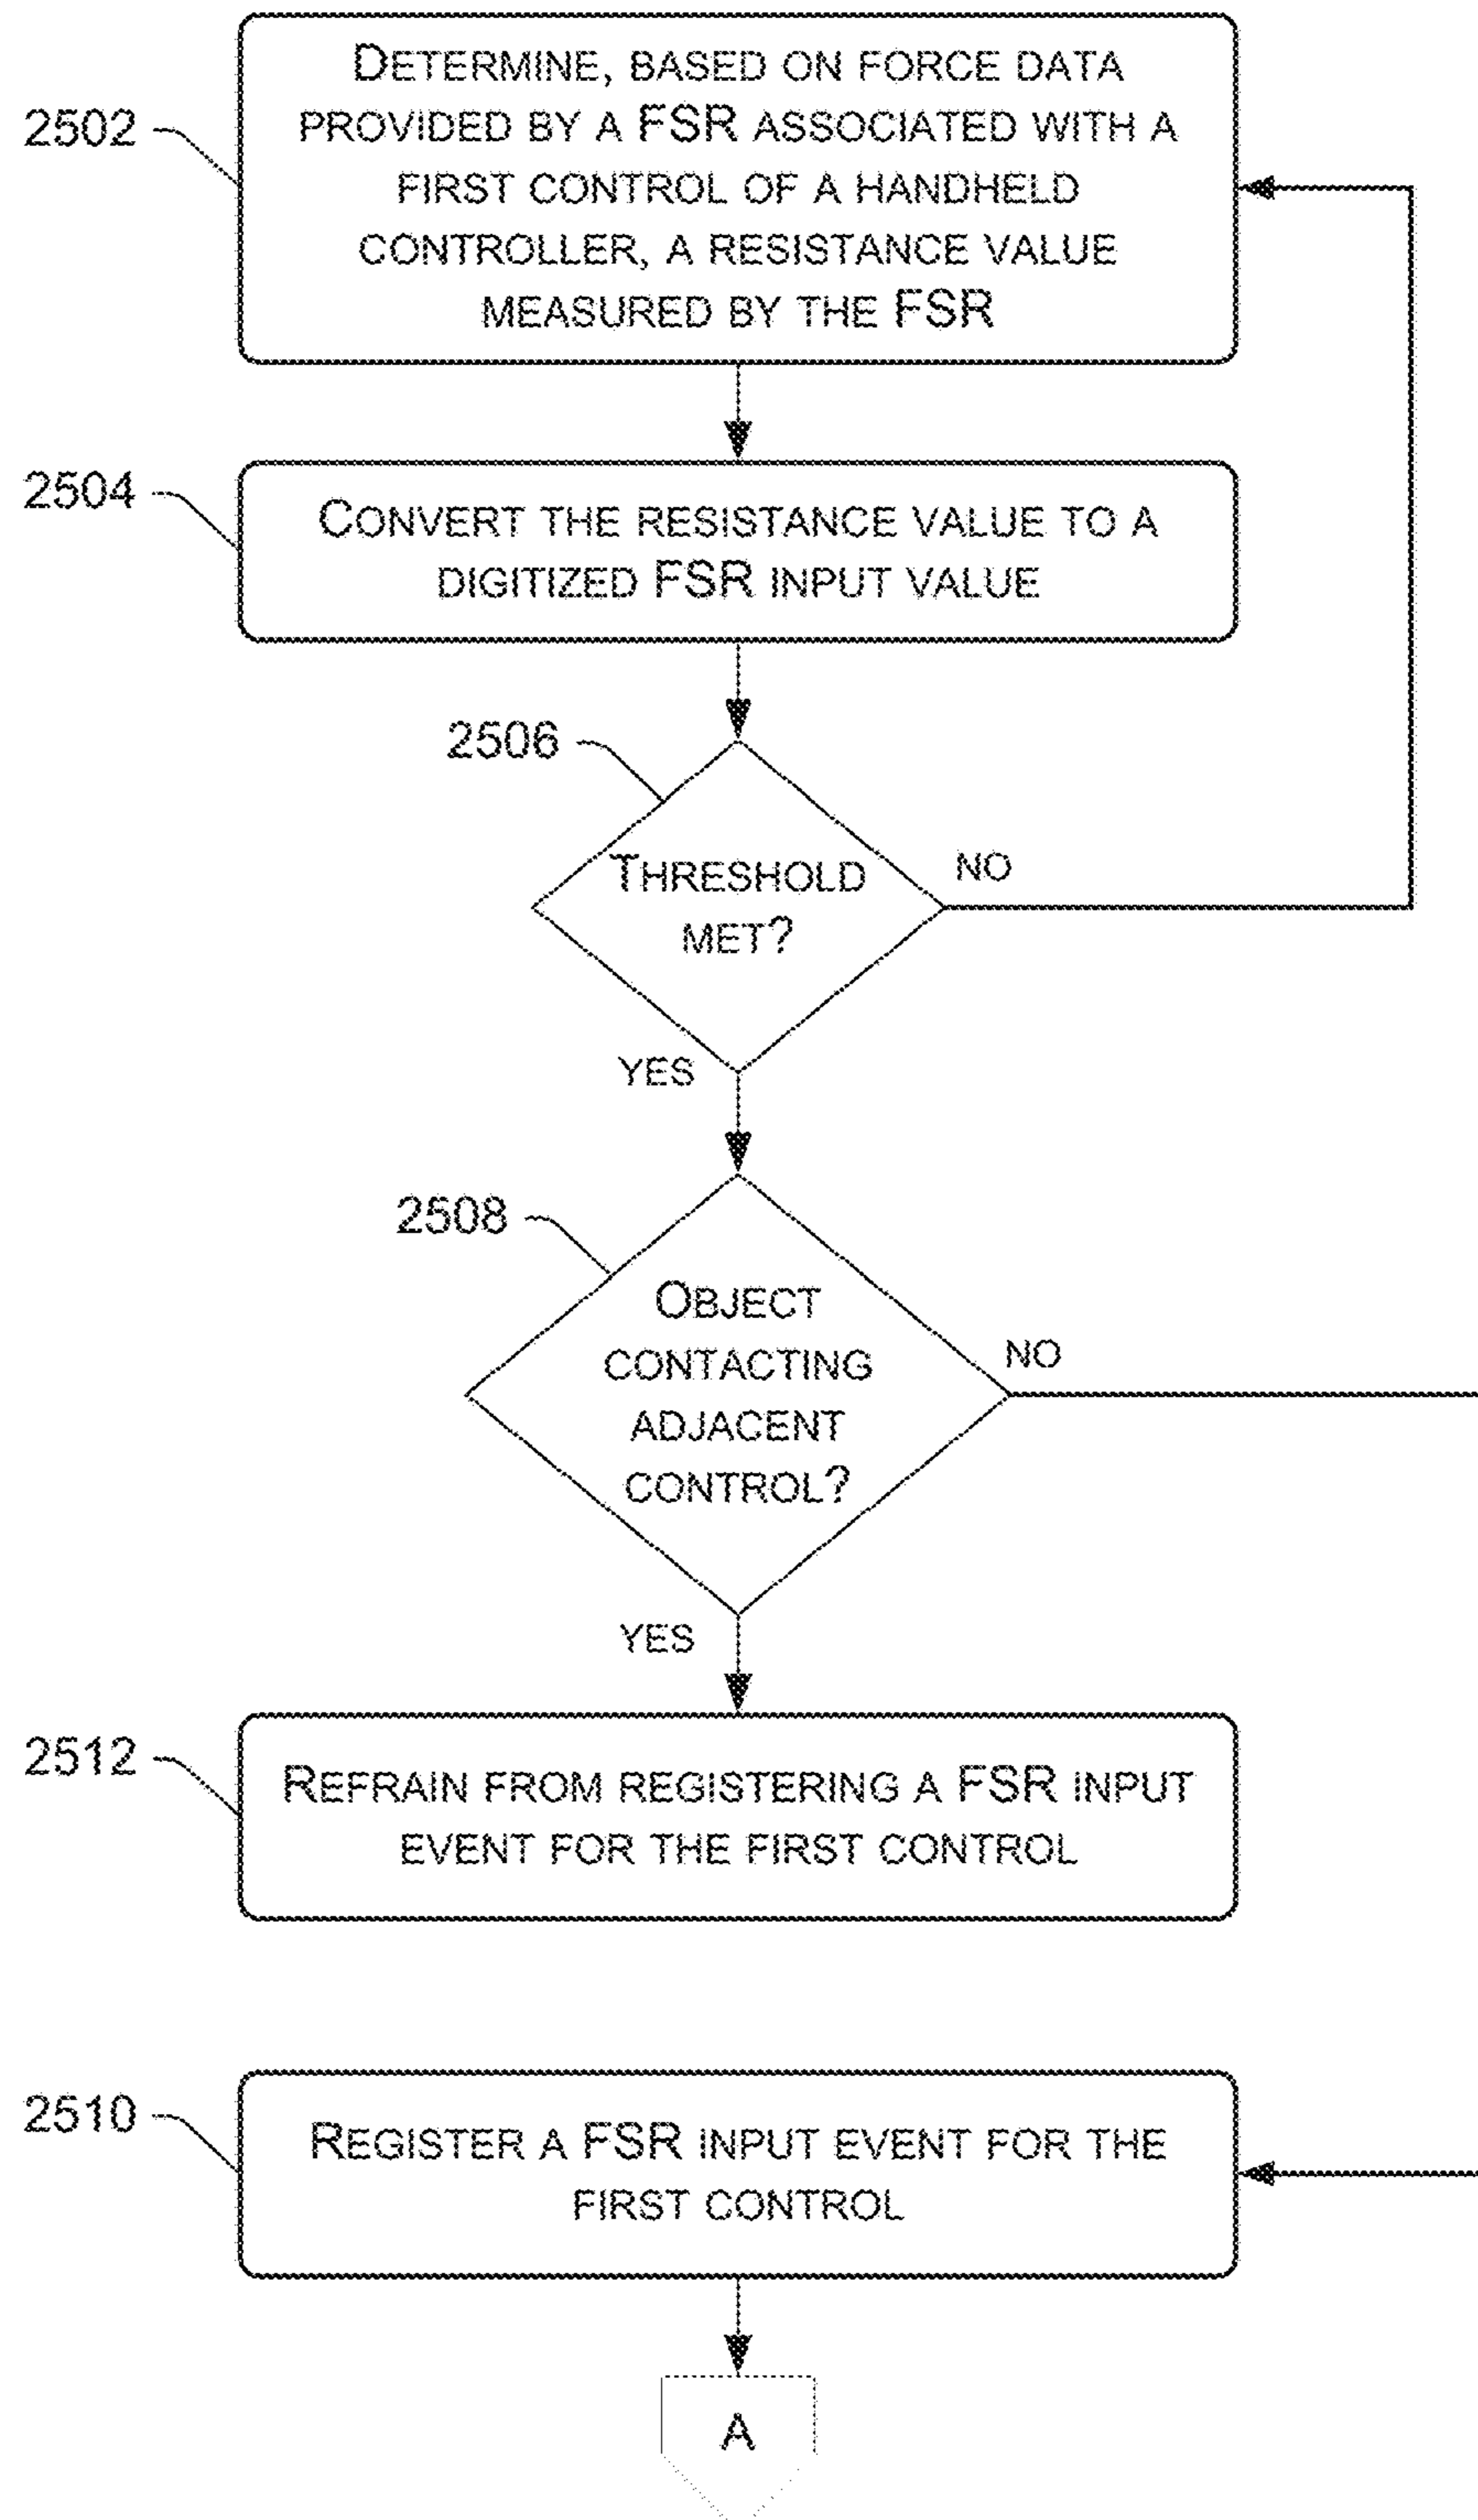 2502
DETERMINE, BASED ON FORCE DATA
PROVIDED BY A FSR ASSOCIATED WITH A
FIRST CONTROL OF A HANDHELD
CONTROLLER, A RESISTANCE VALUE
MEASURED BY THE FSR
2504
CONVERT THE RESISTANCE VALUE TO A
DIGITIZED FSR INPUT VALUE
2506
THRESHOLD
MET?
NO
YES
2508
OBJECT
CONTACTING
ADJACENT
CONTROL?
NO
YES
2512
REFRAIN FROM REGISTERING A FSR INPUT
EVENT FOR THE FIRST CONTROL
2510
REGISTER A FSR INPUT EVENT FOR THE
FIRST CONTROL
A